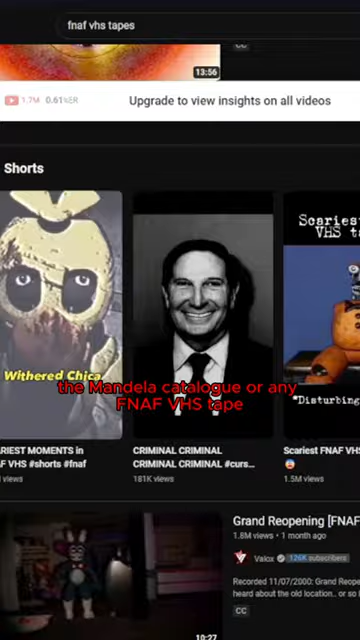 fnaf vhs tapes
CC
13:56
1.7M 0.61%ER
Upgrade to view insights on all videos
Shorts
Scaries
VHS ta
Withered Chica
"Disturbing
the Mandela catalogue or any
FNAF VHS tape
RIEST MOMENTS in
F VHS #shorts #fnaf
views
CRIMINAL CRIMINAL
CRIMINAL CRIMINAL #curs...
181K views
Scariest FNAF VHS
1.5M views
Grand Reopening [FNAF
1.8M views • 1 month ago
Valox 126K subscribers
Recorded 11/07/2000: Grand Reope
heard about the old location.. or so I
CC
10:27